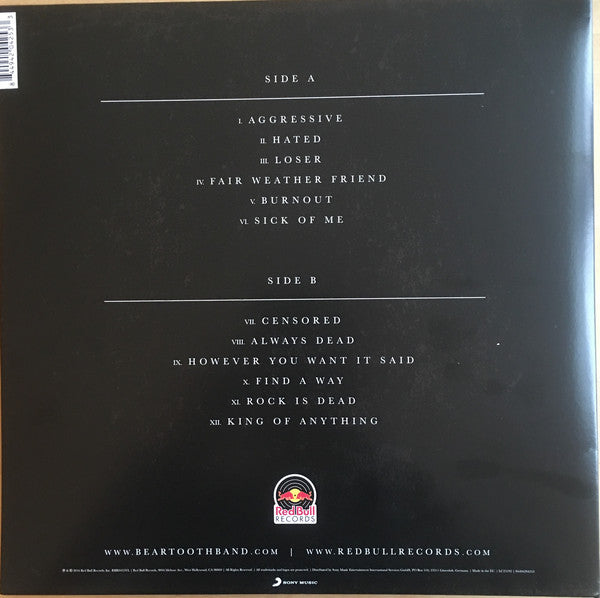 SIDE A
I. AGGRESSIVE
II. HATED
III. LOSER
IV. FAIR WEATHER FRIEND
V. BURNOUT
VI. SICK OF ME
SIDE B
VII. CENSORED
VIII. ALWAYS DEAD
IX. HOWEVER YOU WANT IT SAID
X. FIND A WAY
XI. ROCK IS DEAD
XII. KING OF ANYTHING
Red Bull
RECORDS
WWW.BEARTOOTHBAND.COM | WWW.REDBULLRECORDS.COM
SONY MUSIC